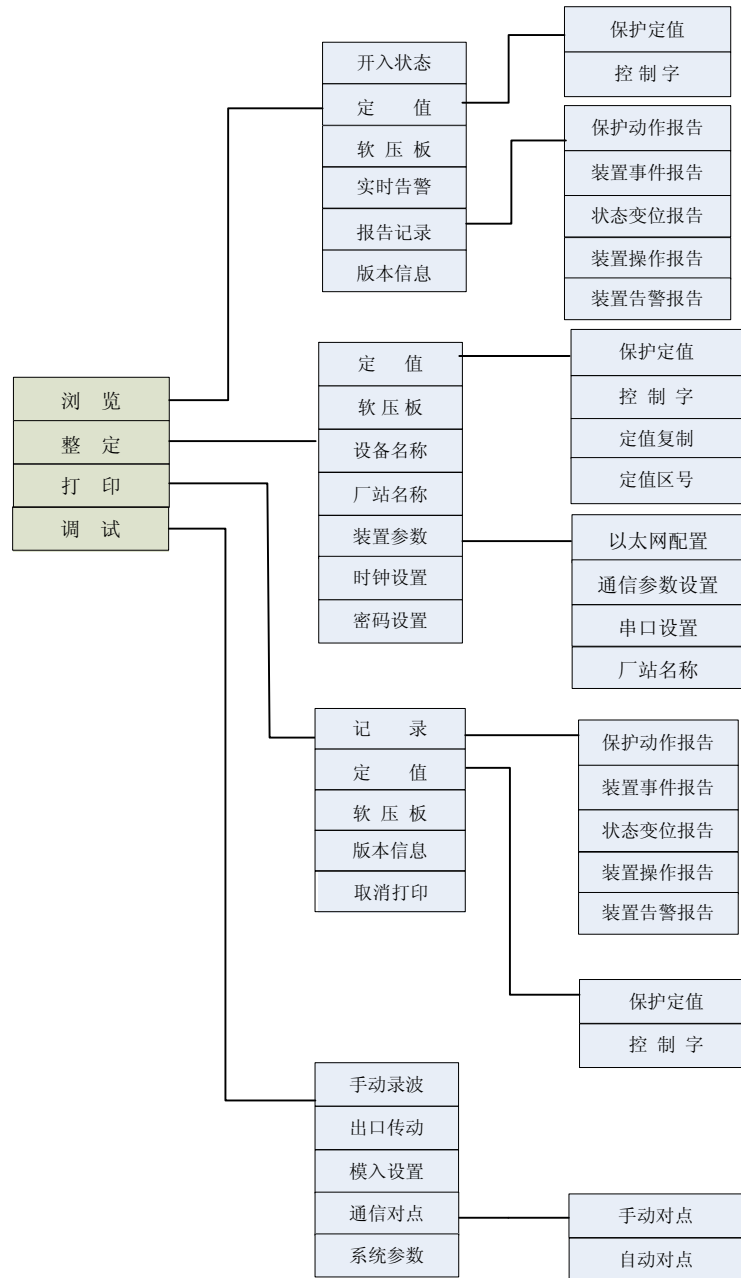 浏 览
整 定
打 印
调 试
开入状态
定 值
软 压 板
实时告警
报告记录
版本信息
保护定值
控 制 字
保护动作报告
装置事件报告
状态变位报告
装置操作报告
装置告警报告
定 值
软 压 板
设备名称
厂站名称
装置参数
时钟设置
密码设置
保护定值
控 制 字
定值复制
定值区号
以太网配置
通信参数设置
串口设置
厂站名称
记 录
定 值
软 压 板
版本信息
取消打印
保护动作报告
装置事件报告
状态变位报告
装置操作报告
装置告警报告
保护定值
控 制 字
手动录波
出口传动
模入设置
通信对点
系统参数
手动对点
自动对点